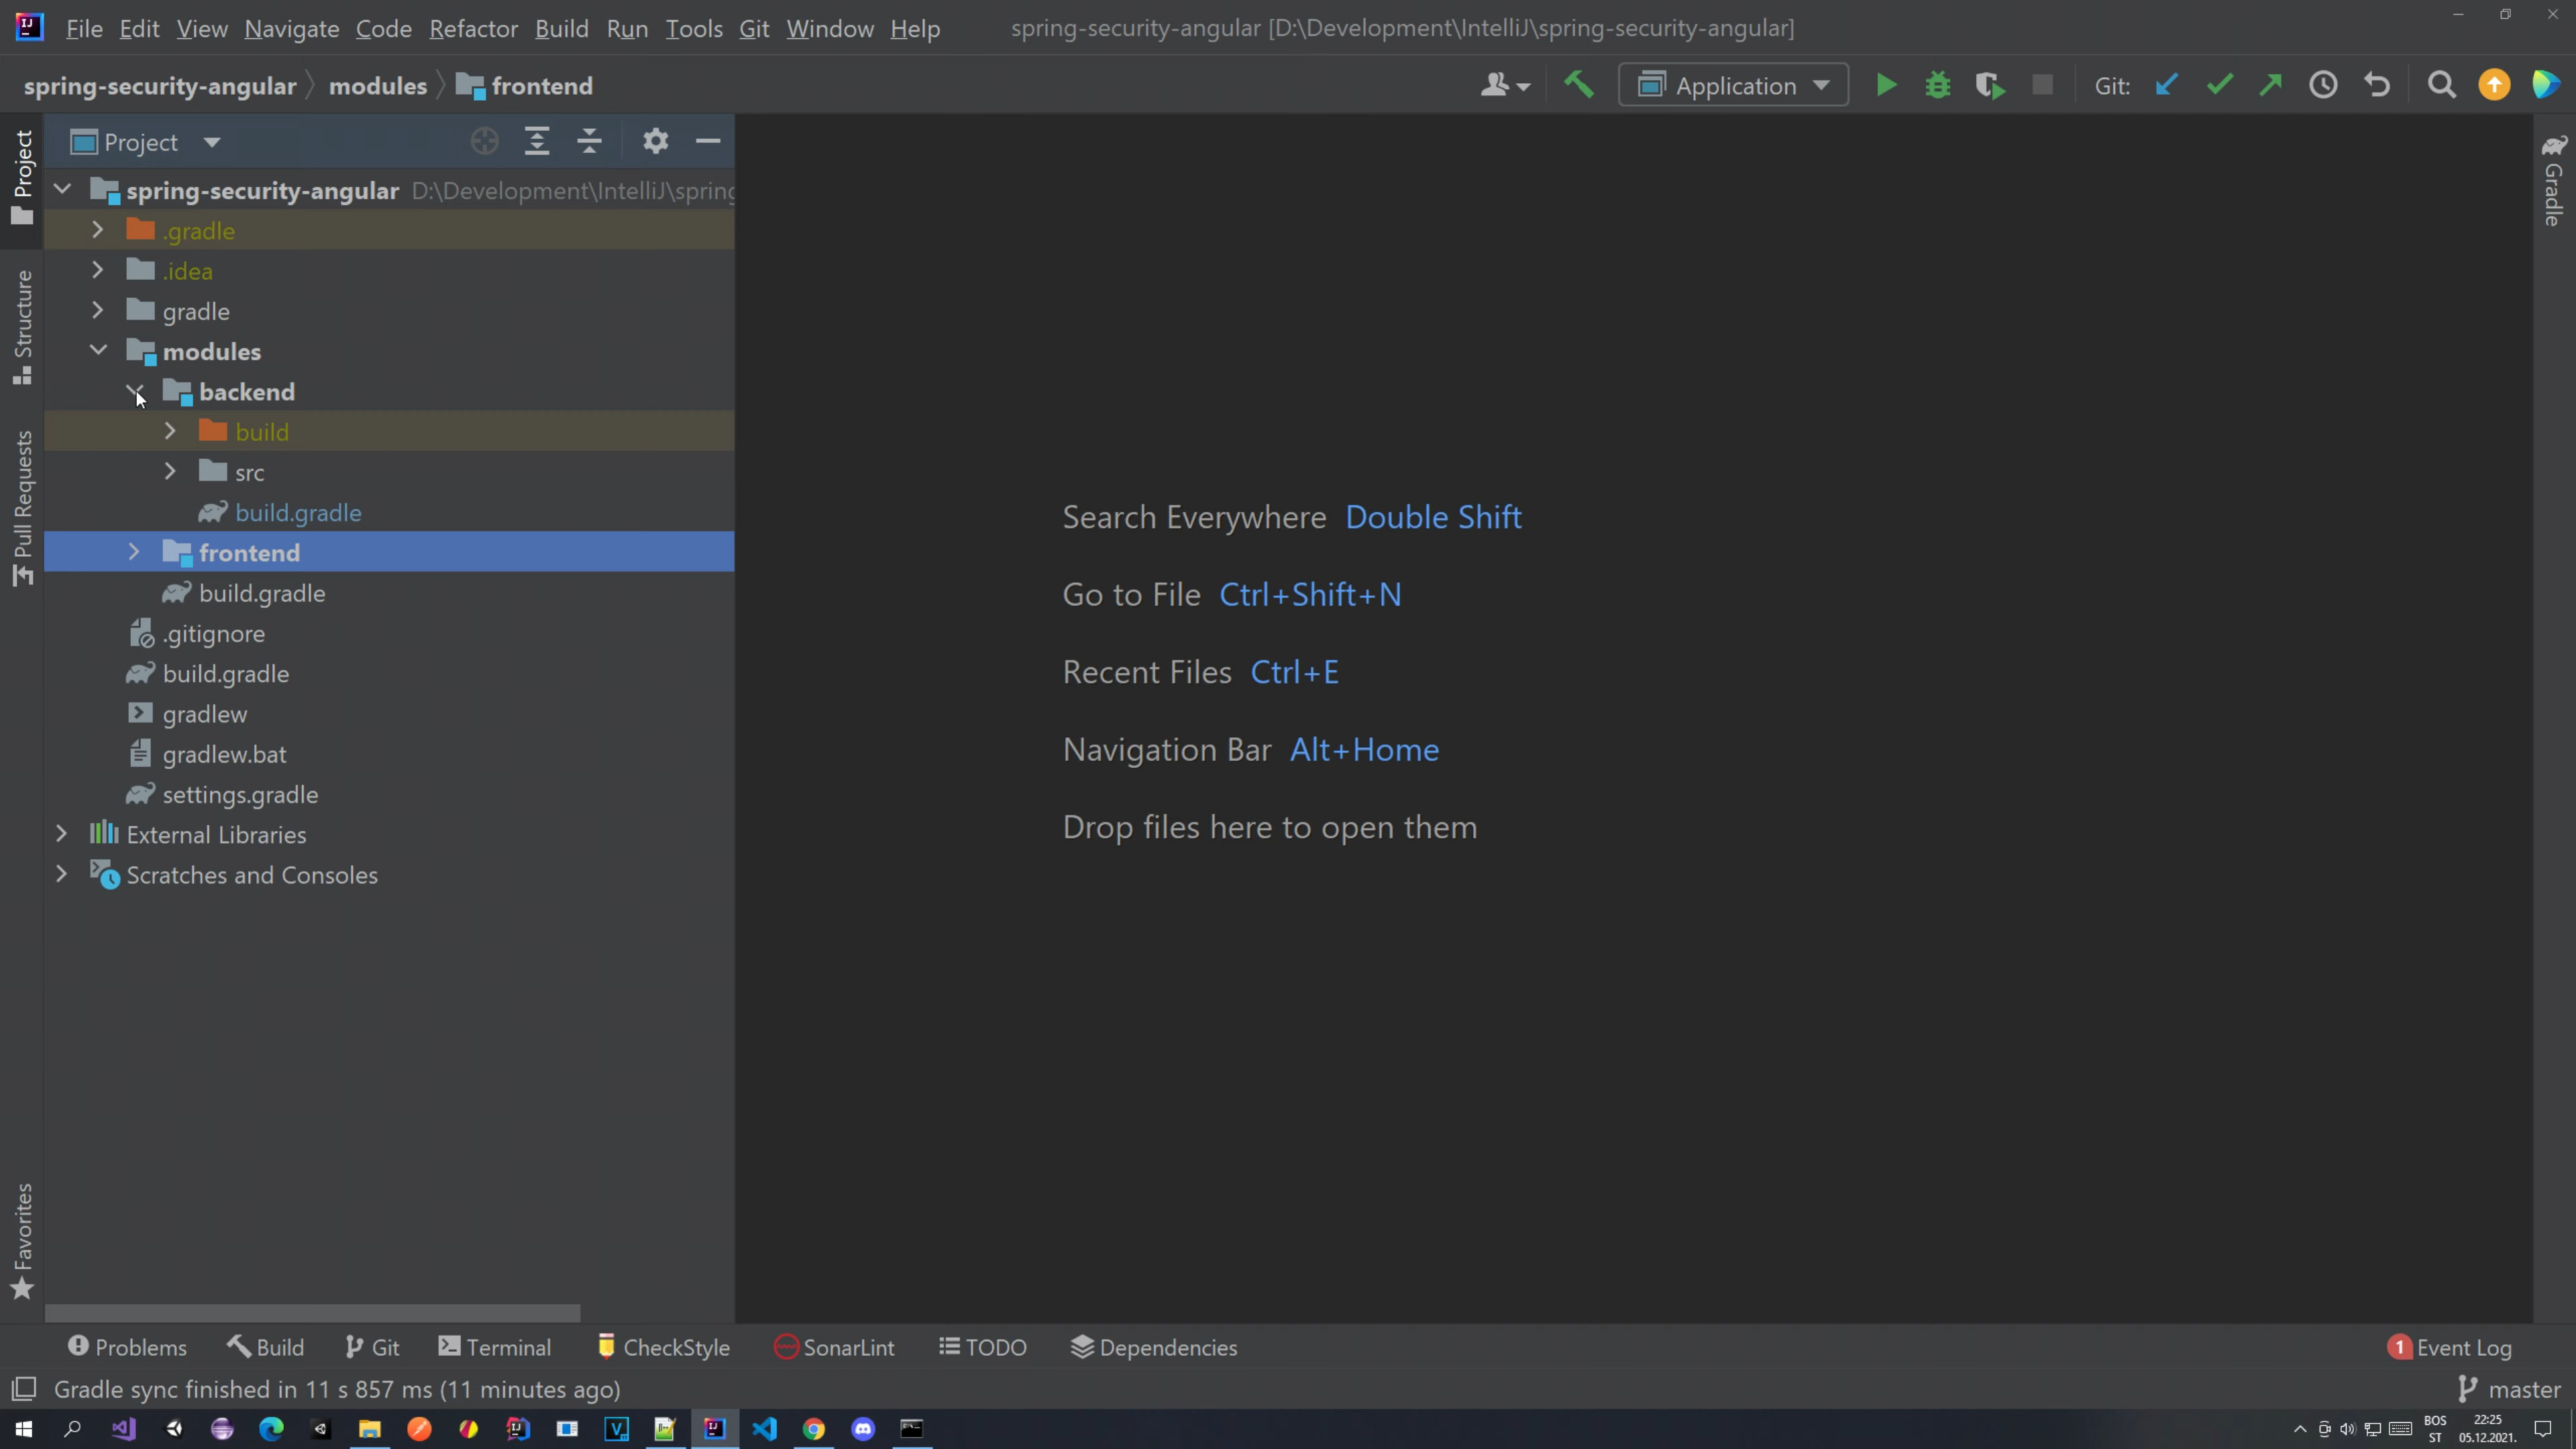 File Edit View Navigate Code Refactor Build Run Tools Git Window Help spring-security-angular [D:\Development\IntelliJ\spring-security-angular]
spring-security-angular modules frontend Application Git:
Project
spring-security-angular D:\Development\IntelliJ\spring
.gradle
.idea
gradle
modules
backend
build
src
build.gradle
frontend
build.gradle
.gitignore
build.gradle
gradlew
gradlew.bat
settings.gradle
External Libraries
Scratches and Consoles
Project
Structure
Pull Requests
Favorites
Search Everywhere Double Shift
Go to File Ctrl+Shift+N
Recent Files Ctrl+E
Navigation Bar Alt+Home
Drop files here to open them
Gradle
Problems Build Git Terminal CheckStyle SonarLint TODO Dependencies 1 Event Log
Gradle sync finished in 11 s 857 ms (11 minutes ago) master
BOS 22:25
ST 05.12.2021.